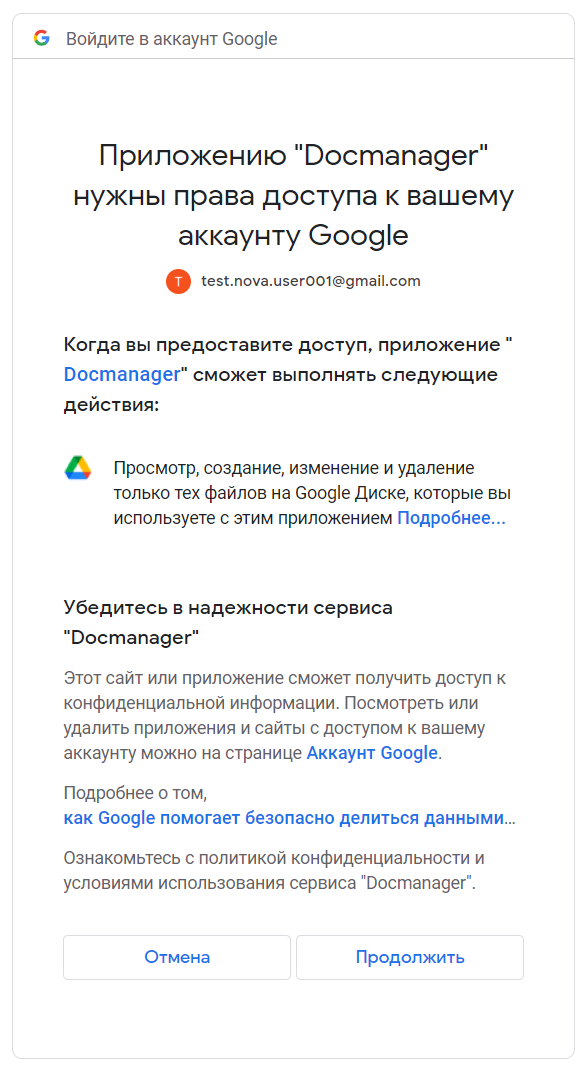 Войдите в аккаунт Google
Приложению "Docmanager"
нужны права доступа к вашему
аккаунту Google
T
test.nova.user001@gmail.com
Когда вы предоставите доступ, приложение "
Docmanager" сможет выполнять следующие
действия:
Просмотр, создание, изменение и удаление
только тех файлов на Google Диске, которые вы
используете с этим приложением Подробнее...
Убедитесь в надежности сервиса
"Docmanager"
Этот сайт или приложение сможет получить доступ к
конфиденциальной информации. Посмотреть или
удалить приложения и сайты с доступом к вашему
аккаунту можно на странице Аккаунт Google.
Подробнее о том,
как Google помогает безопасно делиться данными...
Ознакомьтесь с политикой конфиденциальности и
условиями использования сервиса "Docmanager".
Отмена
Продолжить